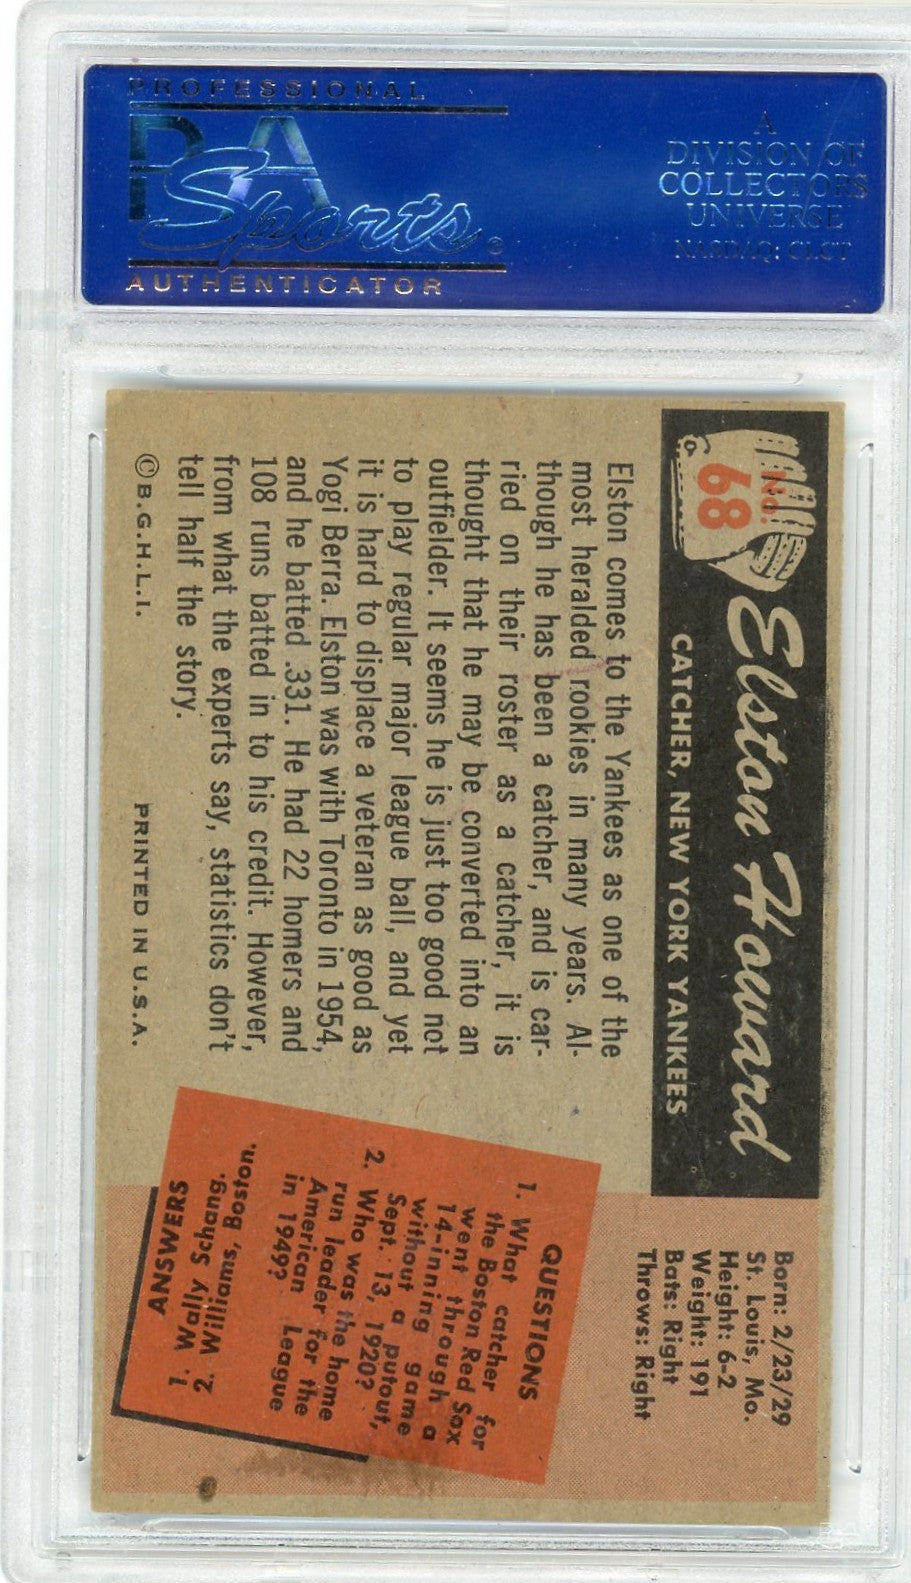 PROFESSIONAL
PSA
Sports®
AUTHENTICATOR
A
DIVISION OF
COLLECTORS
UNIVERSE
NASDAQ: CLCT
No.
68
Elston Howard
CATCHER, NEW YORK YANKEES
Elston comes to the Yankees as one of the
most heralded rookies in many years. Al-
though he has been a catcher, and is car-
ried on their roster as a catcher, it is
thought that he may be converted into an
outfielder. It seems he is just too good not
to play regular major league ball, and yet
it is hard to displace a veteran as good as
Yogi Berra. Elston was with Toronto in 1954,
and he batted .331. He had 22 homers and
108 runs batted in to his credit. However,
from what the experts say, statistics don't
tell half the story.
© B.G.H.L.I.
PRINTED IN U.S.A.
Born: 2/23/29
St. Louis, Mo.
Height: 6-2
Weight: 191
Bats: Right
Throws: Right
QUESTIONS
1. What catcher for
the Boston Red Sox
went through a
14-inning game
without a putout,
Sept. 13, 1920?
2. Who was the home
run leader for the
American League
in 1949?
ANSWERS
1. Wally Schang.
2. Williams, Boston.